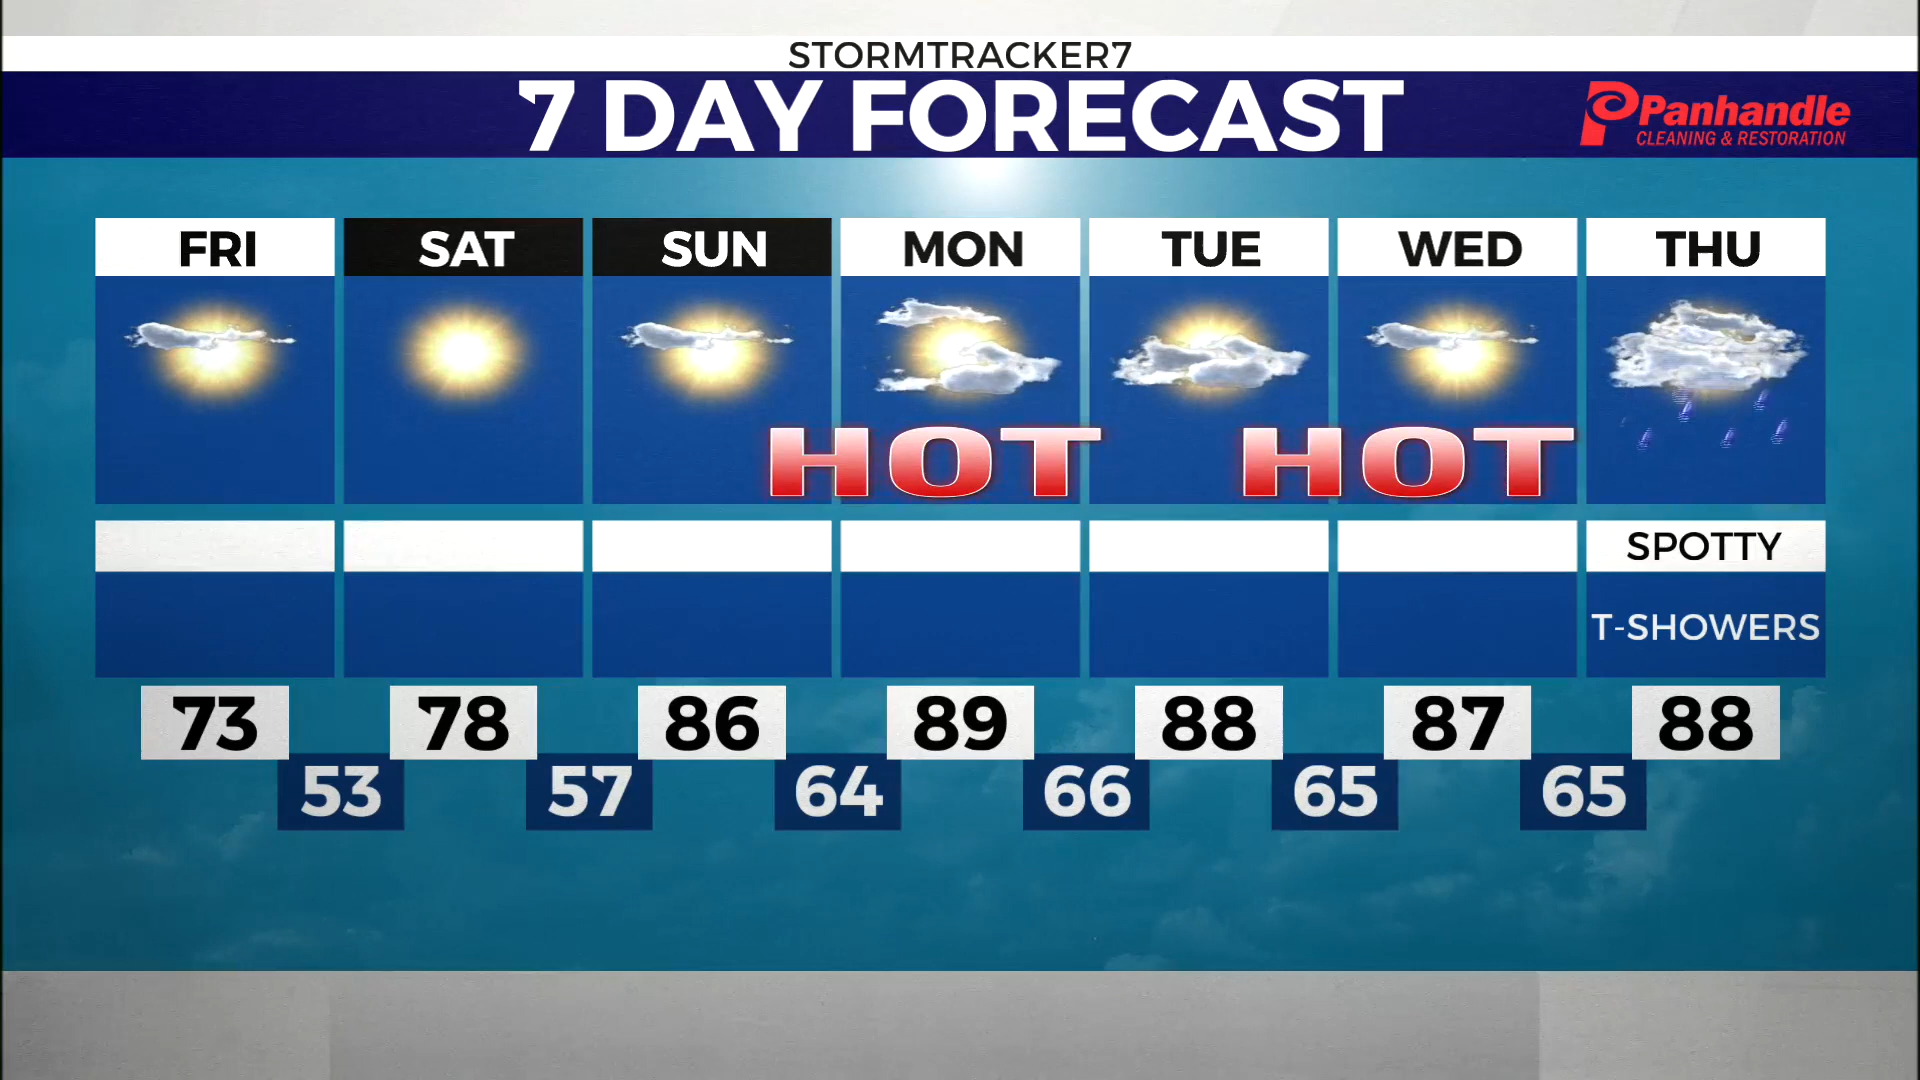 STORMTRACKER7
7 DAY FORECAST
Panhandle
CLEANING & RESTORATION
FRI SAT SUN MON TUE WED THU
HOT HOT
SPOTTY
T-SHOWERS
73 78 86 89 88 87 88
53 57 64 66 65 65